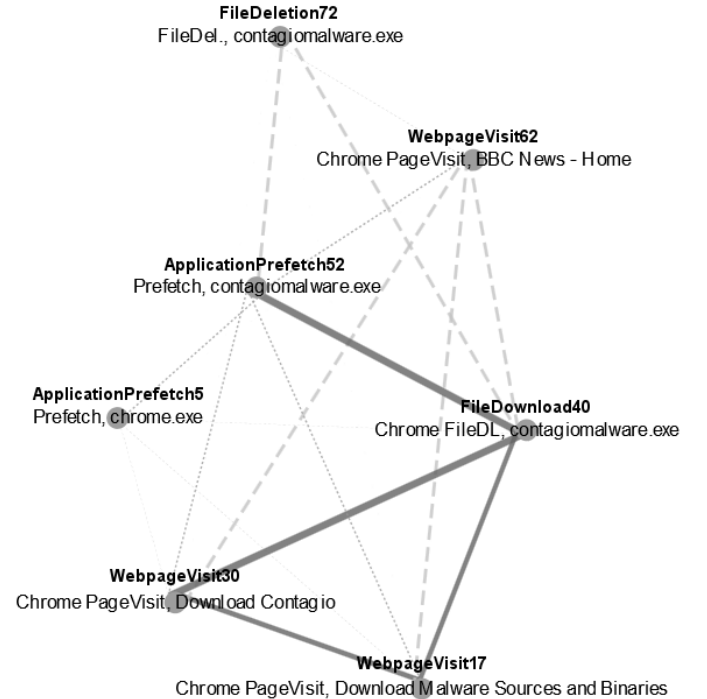 FileDeletion72
FileDel., contagiomalware.exe
WebpageVisit62
Chrome PageVisit, BBC News - Home
ApplicationPrefetch52
Prefetch, contagiomalware.exe
ApplicationPrefetch5
Prefetch, chrome.exe
FileDownload40
Chrome FileDL, contagiomalware.exe
WebpageVisit30
Chrome PageVisit, Download Contagio
WebpageVisit17
Chrome PageVisit, Download Malware Sources and Binaries